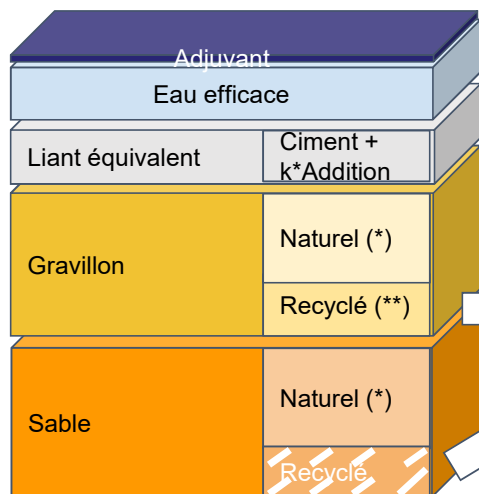 Adjuvant
Eau efficace
Liant équivalent
Ciment +
k*Addition
Gravillon
Naturel (*)
Recyclé (**)
Sable
Naturel (*)
Recyclé